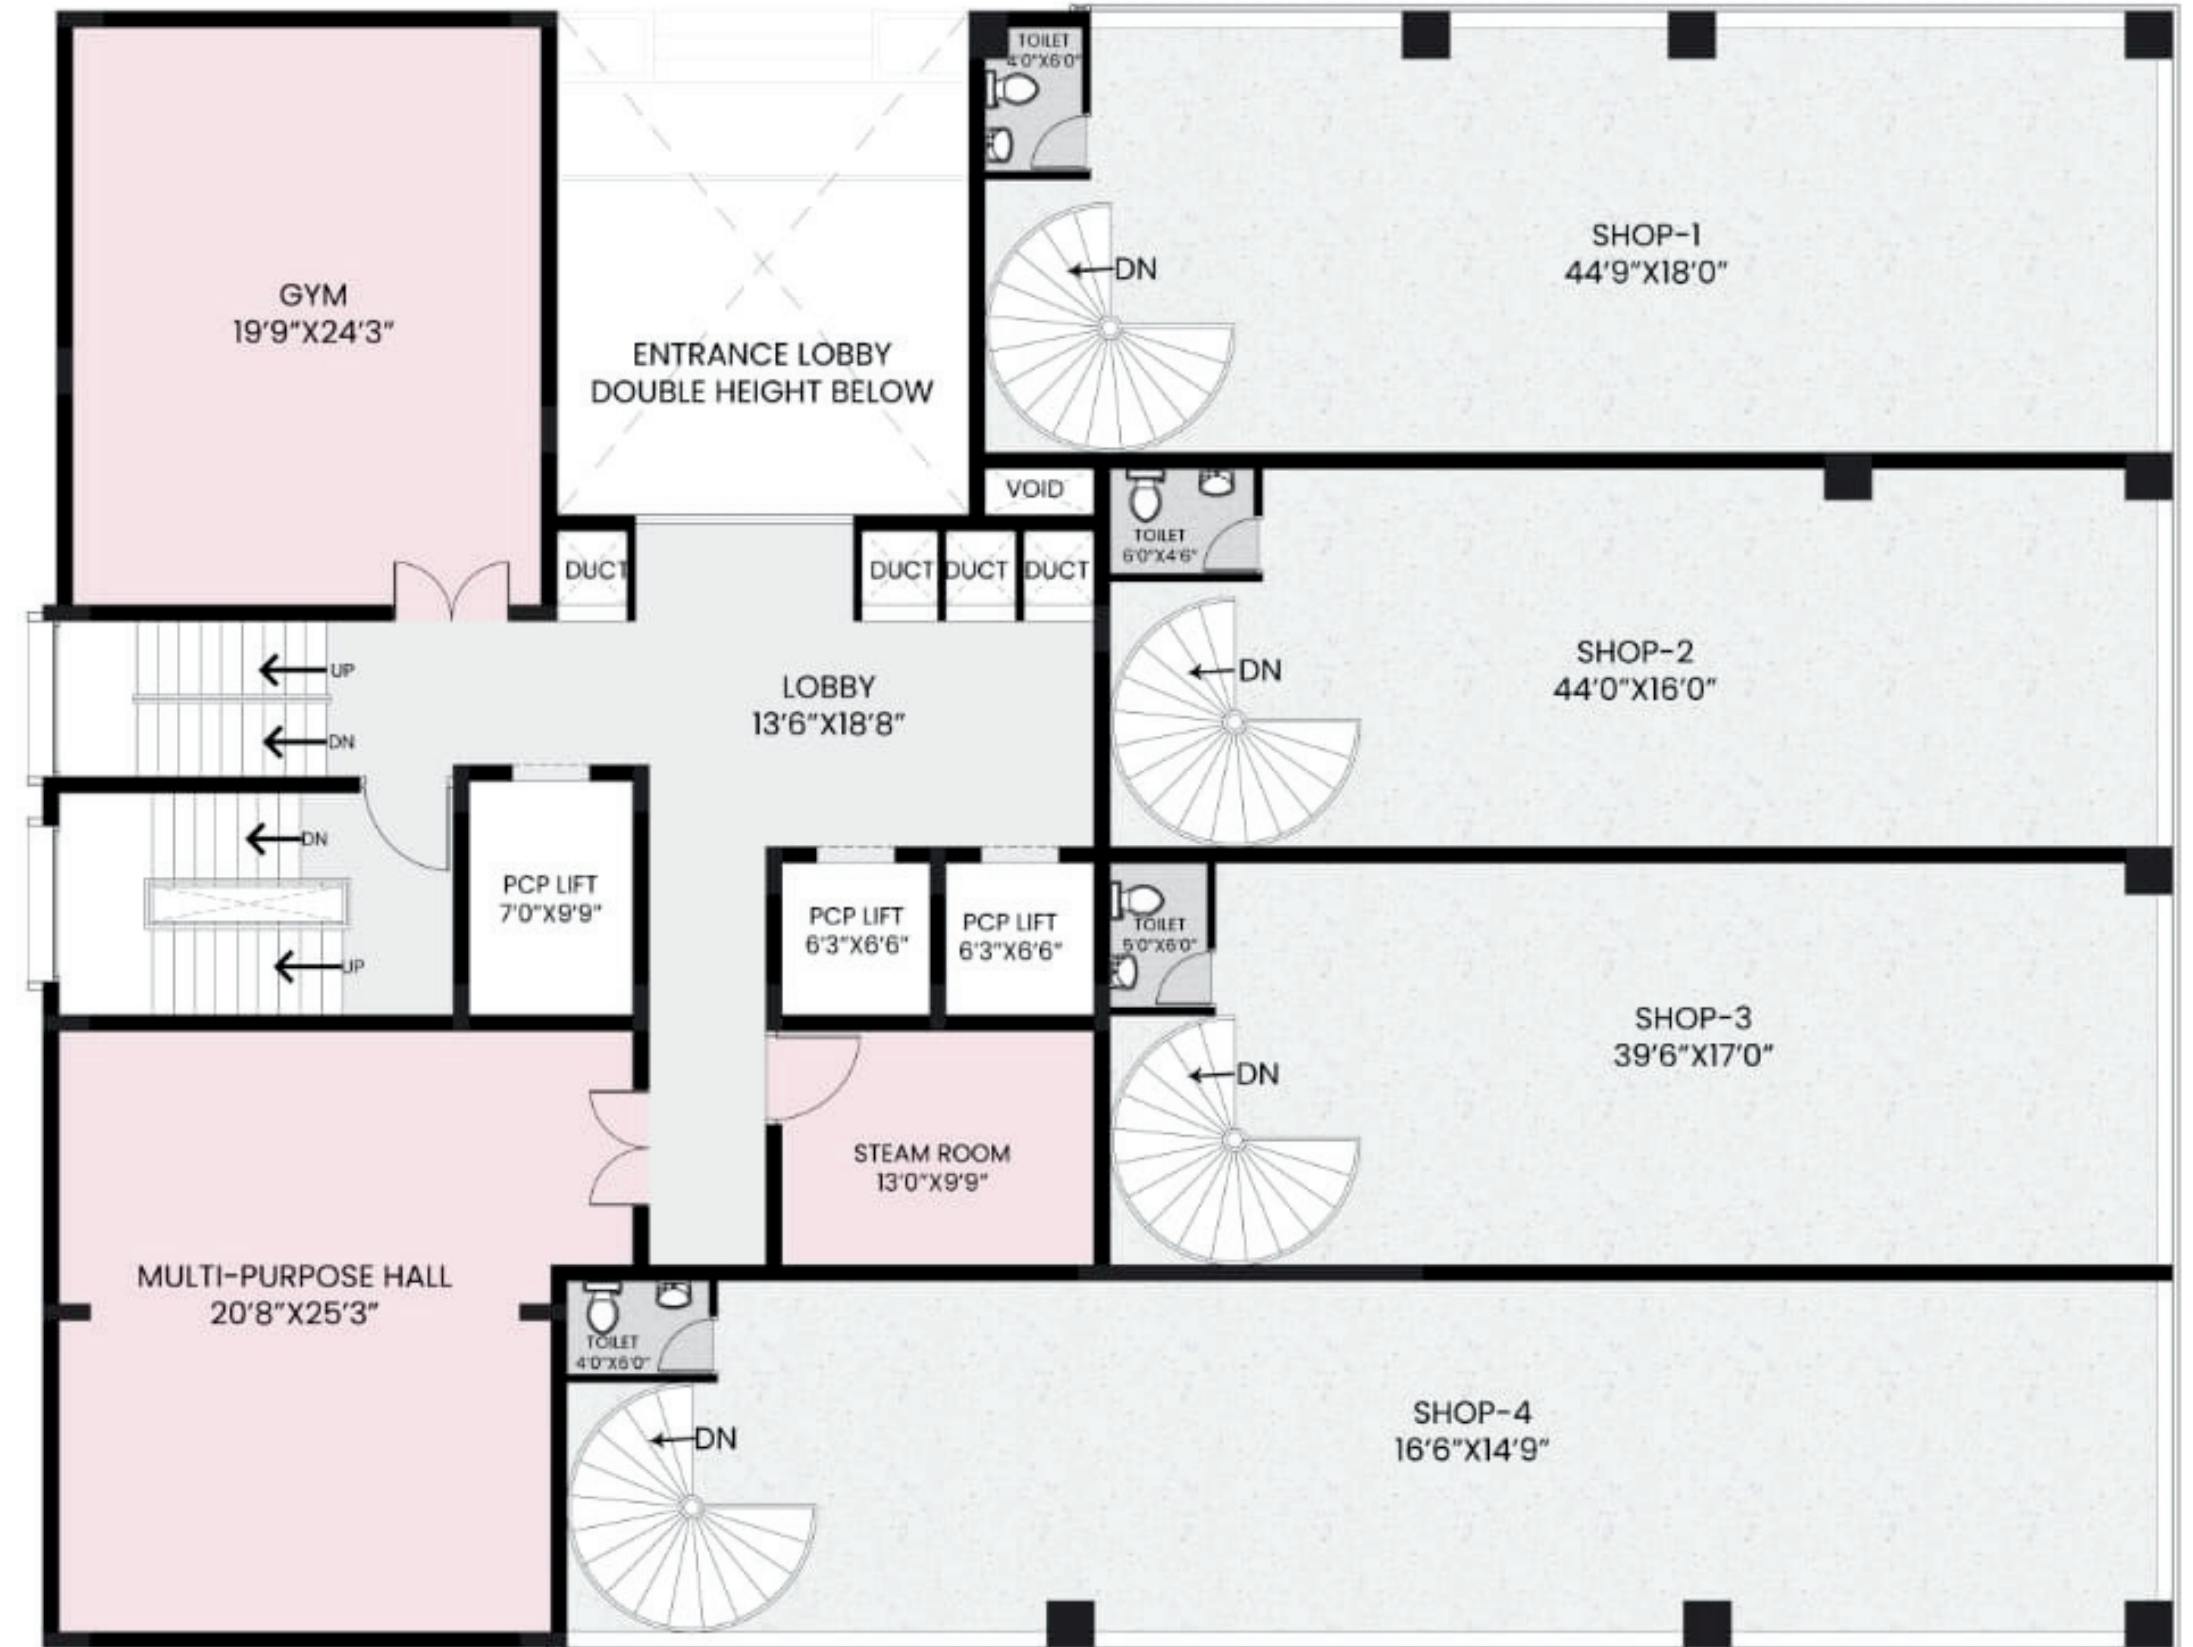 TOILET
4'0"X6'0"
SHOP-1
44'9"X18'0"
DN
GYM
19'9"X24'3"
ENTRANCE LOBBY
DOUBLE HEIGHT BELOW
VOID
TOILET
6'0"X4'6"
DUCT
DUCT
DUCT
DUCT
UP
DN
LOBBY
13'6"X18'8"
DN
SHOP-2
44'0"X16'0"
DN
UP
PCP LIFT
7'0"X9'9"
PCP LIFT
6'3"X6'6"
PCP LIFT
6'3"X6'6"
TOILET
5'0"X6'0"
DN
SHOP-3
39'6"X17'0"
STEAM ROOM
13'0"X9'9"
MULTI-PURPOSE HALL
20'8"X25'3"
TOILET
4'0"X6'0"
DN
SHOP-4
16'6"X14'9"